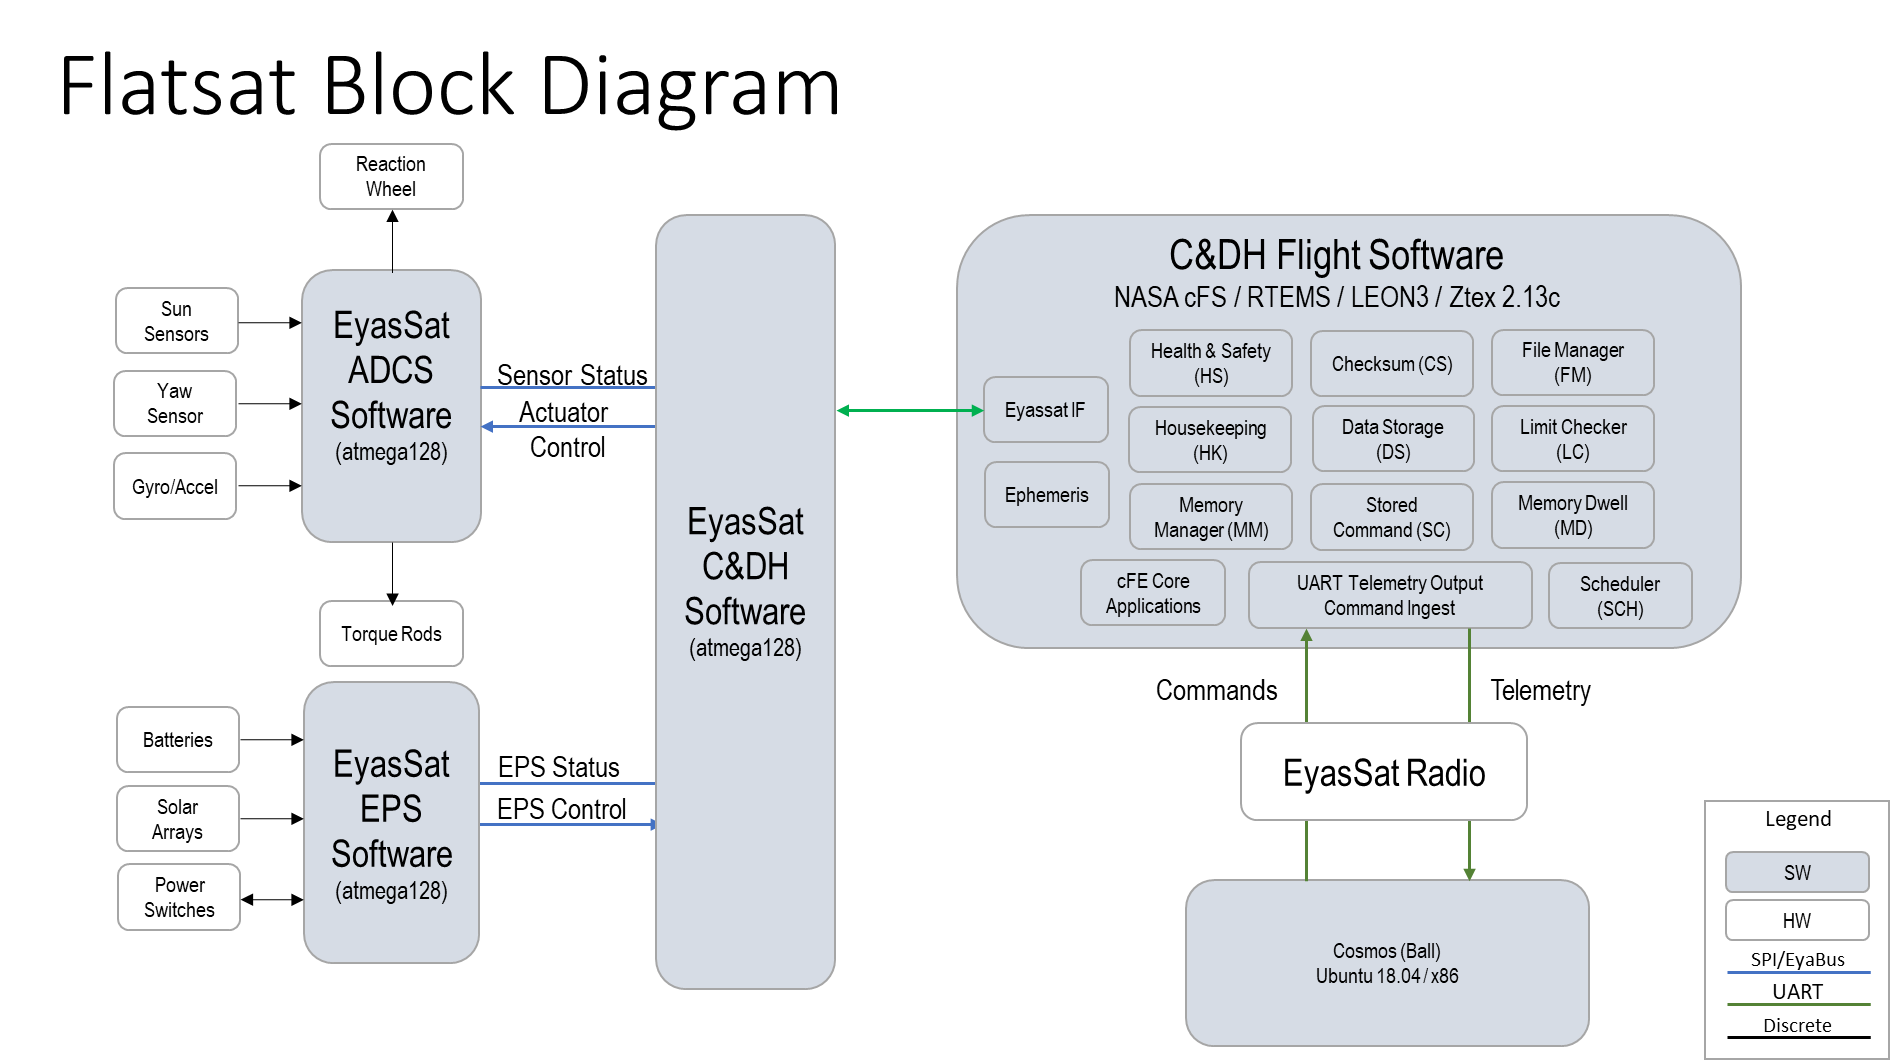 Flatsat Block Diagram
Reaction
Wheel
Sun
Sensors
Yaw
Sensor
Gyro/Accel
EyasSat
ADCS
Software
(atmega128)
Torque Rods
Sensor Status
Actuator
Control
Batteries
Solar
Arrays
Power
Switches
EyasSat
EPS
Software
(atmega128)
EPS Status
EPS Control
EyasSat
C&DH
Software
(atmega128)
C&DH Flight Software
NASA cFS / RTEMS / LEON3 / Ztex 2.13c
Eyassat IF
Ephemeris
Health & Safety
(HS)
Checksum (CS)
File Manager
(FM)
Housekeeping
(HK)
Data Storage
(DS)
Limit Checker
(LC)
Memory
Manager (MM)
Stored
Command (SC)
Memory Dwell
(MD)
cFE Core
Applications
UART Telemetry Output
Command Ingest
Scheduler
(SCH)
Commands
Telemetry
EyasSat Radio
Cosmos (Ball)
Ubuntu 18.04 / x86
Legend
SW
HW
SPI/EyaBus
UART
Discrete